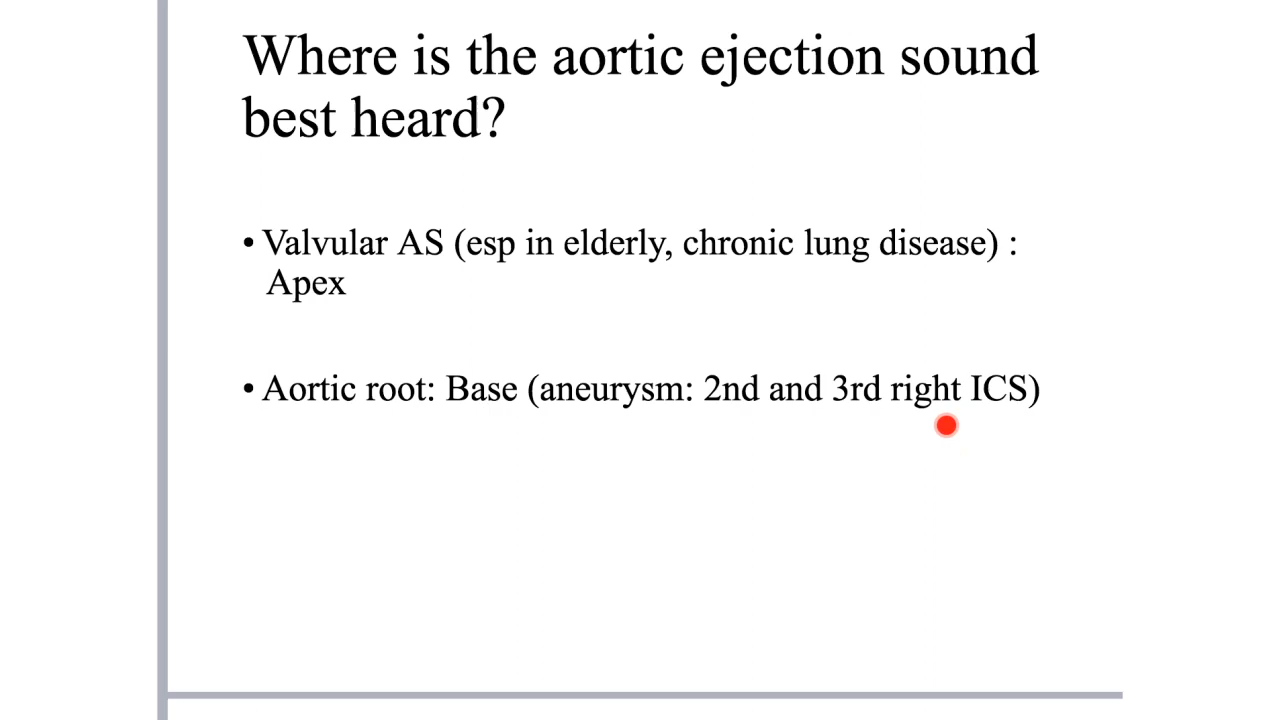 Where is the aortic ejection sound
best heard?
• Valvular AS (esp in elderly, chronic lung disease) :
Apex
• Aortic root: Base (aneurysm: 2nd and 3rd right ICS)